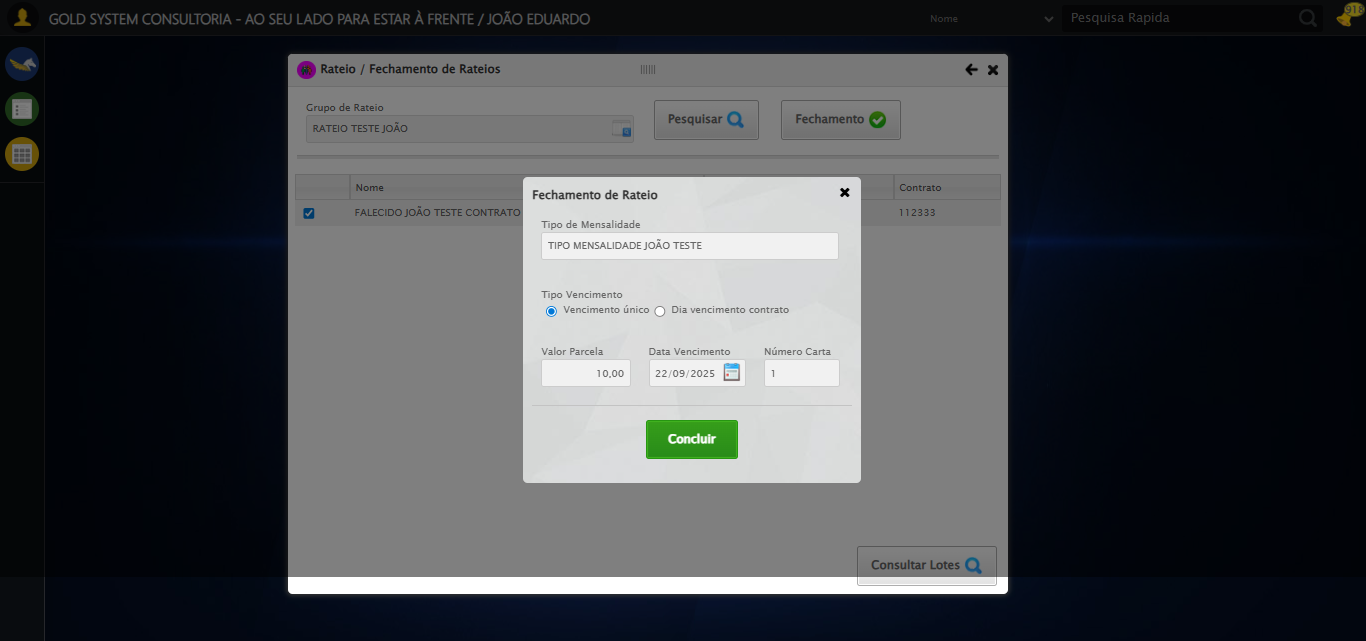 GOLD SYSTEM CONSULTORIA - AO SEU LADO PARA ESTAR À FRENTE / JOÃO EDUARDO
Nome
Pesquisa Rapida
918
Rateio / Fechamento de Rateios
Grupo de Rateio
RATEIO TESTE JOÃO
Pesquisar
Fechamento
Nome
Contrato
FALECIDO JOÃO TESTE CONTRATO
112333
Fechamento de Rateio
Tipo de Mensalidade
TIPO MENSALIDADE JOÃO TESTE
Tipo Vencimento
Vencimento único
Dia vencimento contrato
Valor Parcela
Data Vencimento
Número Carta
10,00
22/09/2025
1
Concluir
Consultar Lotes